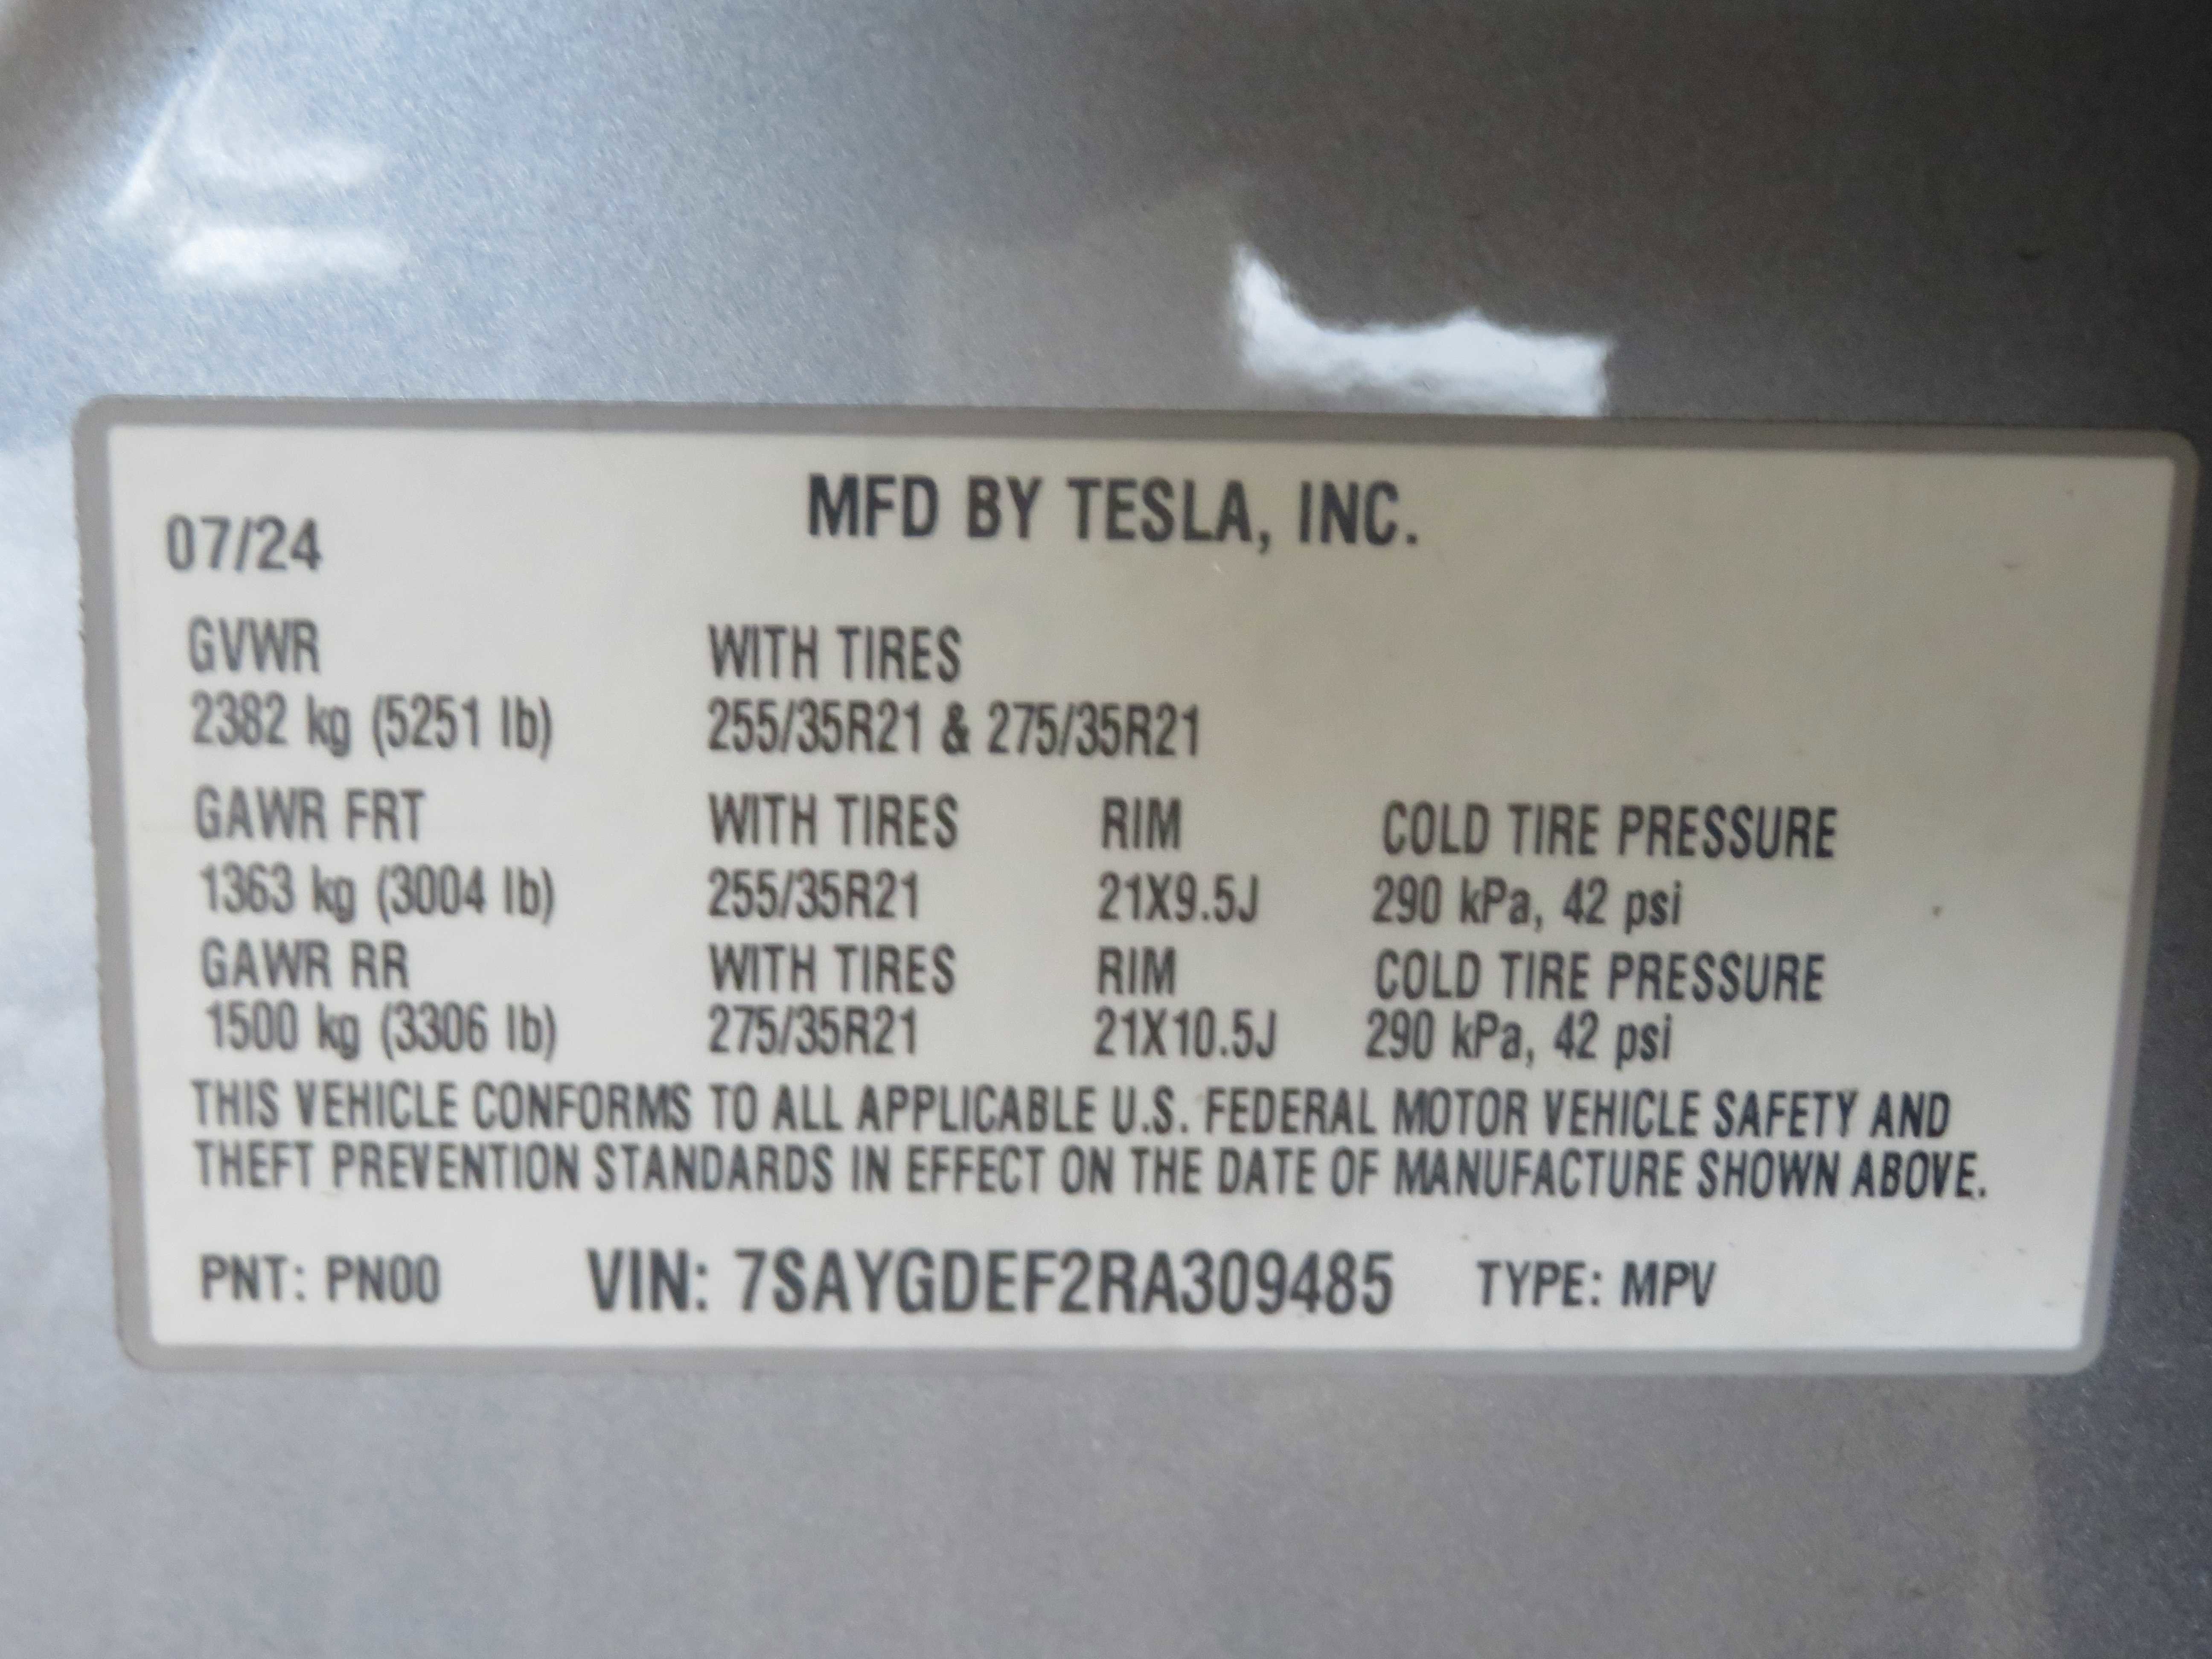 MFD BY TESLA, INC.
07/24
GVWR WITH TIRES
2382 kg (5251 lb) 255/35R21 & 275/35R21
GAWR FRT WITH TIRES RIM COLD TIRE PRESSURE
1363 kg (3004 lb) 255/35R21 21X9.5J 290 kPa, 42 psi
GAWR RR WITH TIRES RIM COLD TIRE PRESSURE
1500 kg (3306 lb) 275/35R21 21X10.5J 290 kPa, 42 psi
THIS VEHICLE CONFORMS TO ALL APPLICABLE U.S. FEDERAL MOTOR VEHICLE SAFETY AND
THEFT PREVENTION STANDARDS IN EFFECT ON THE DATE OF MANUFACTURE SHOWN ABOVE.
PNT: PN00 VIN: 7SAYGDEF2RA309485 TYPE: MPV